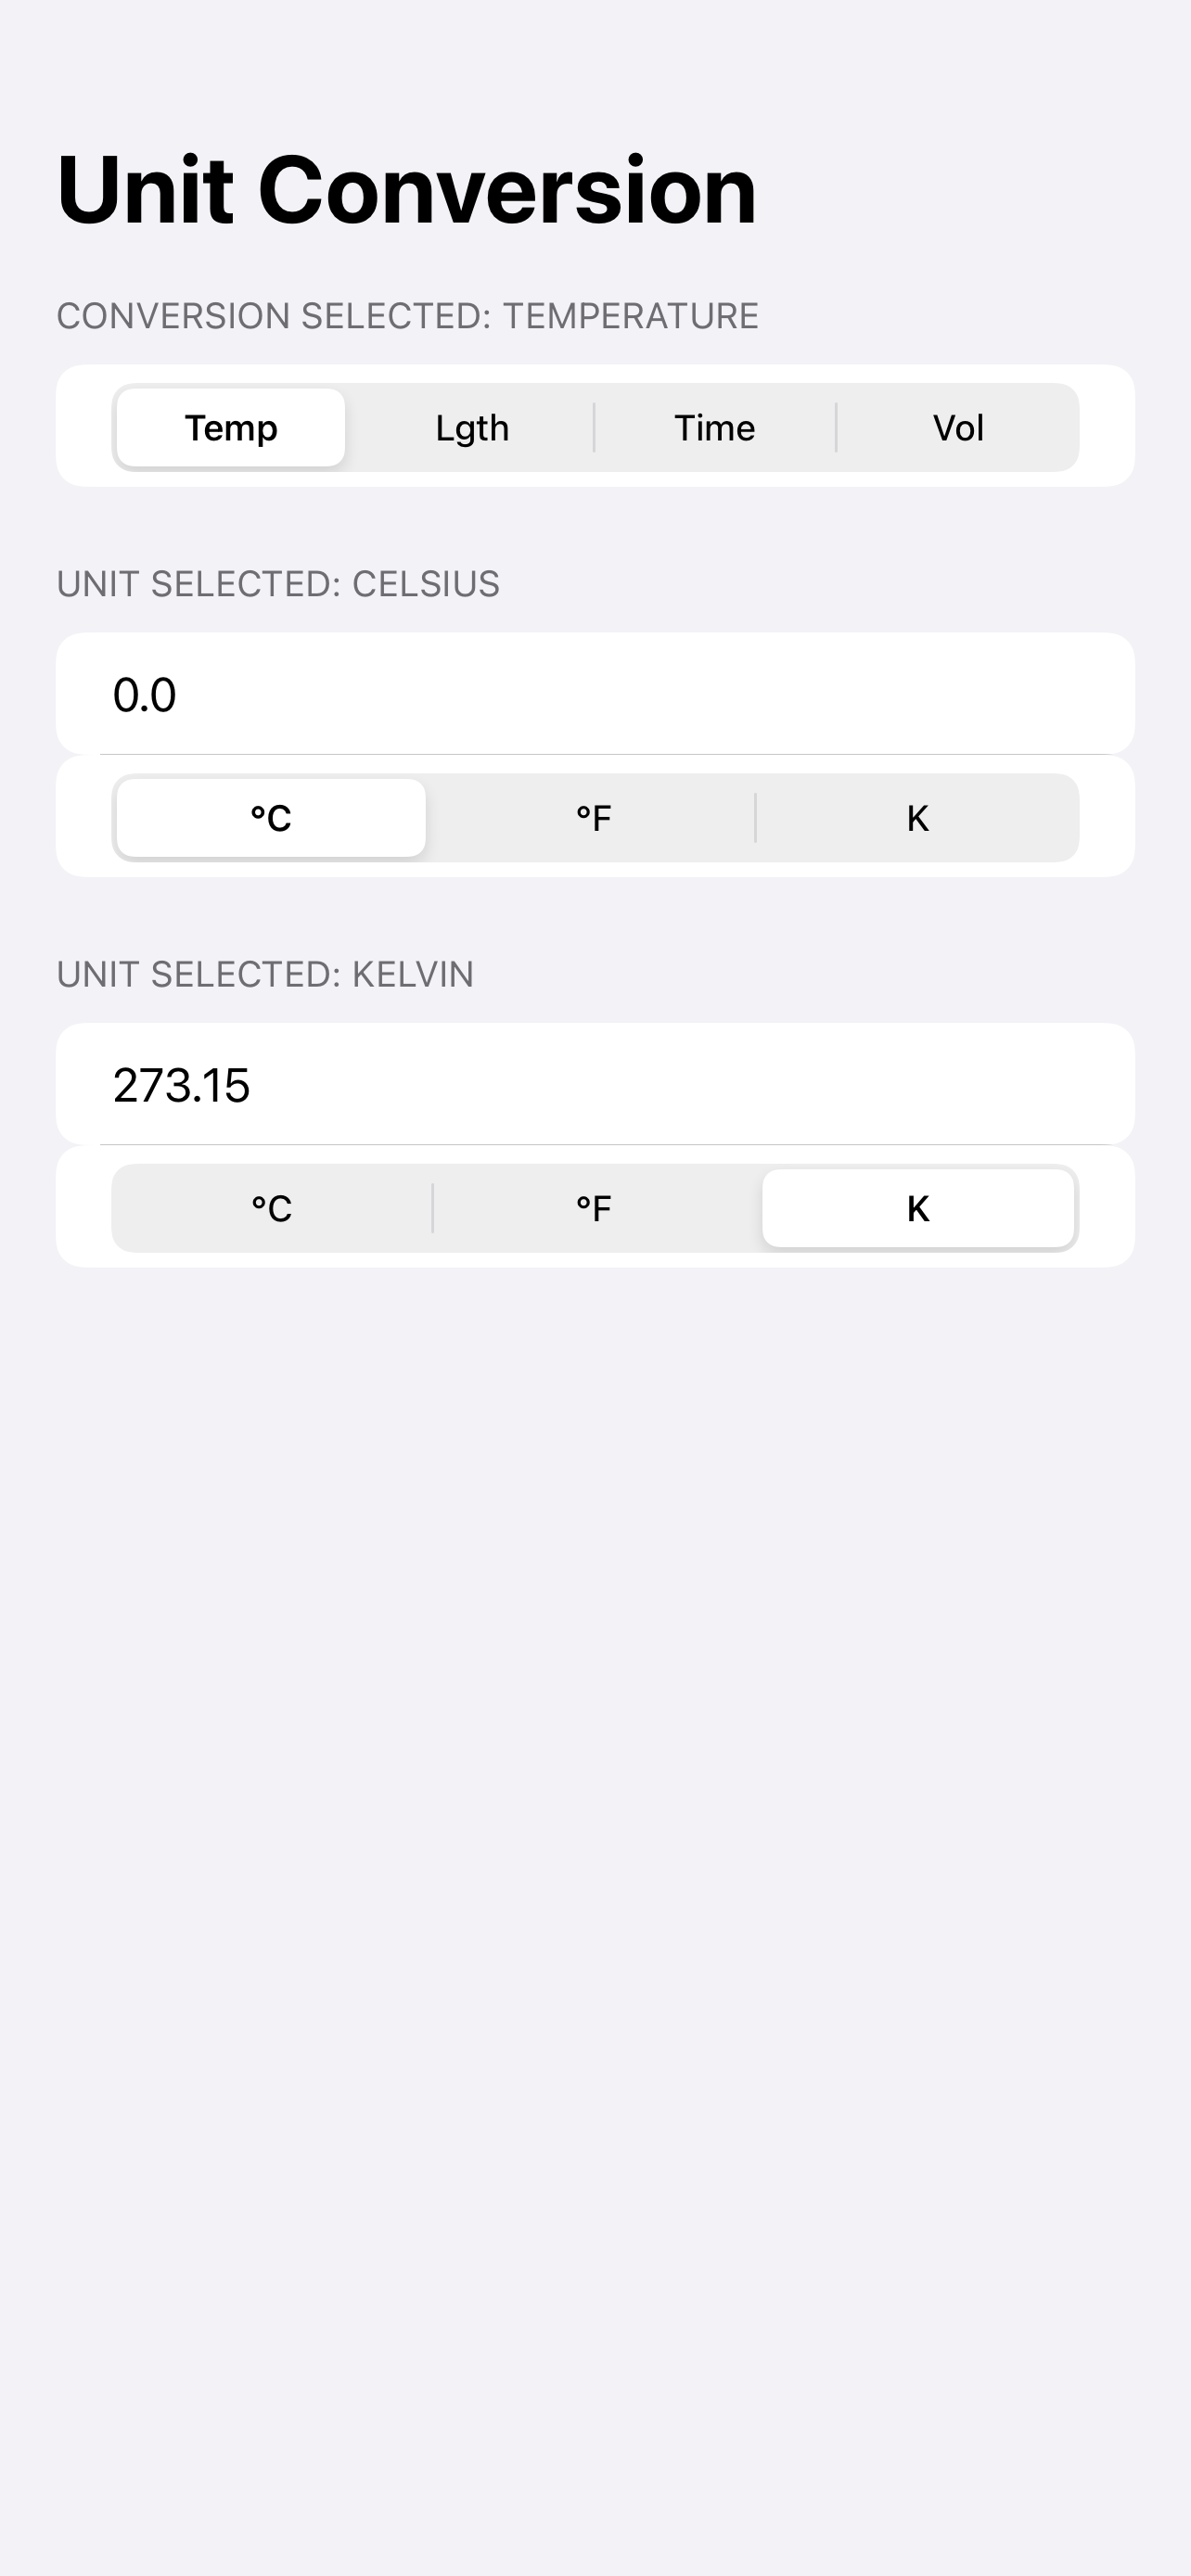 Unit Conversion
CONVERSION SELECTED: TEMPERATURE
Temp Lgth Time Vol
UNIT SELECTED: CELSIUS
0.0
°C °F K
UNIT SELECTED: KELVIN
273.15
°C °F K